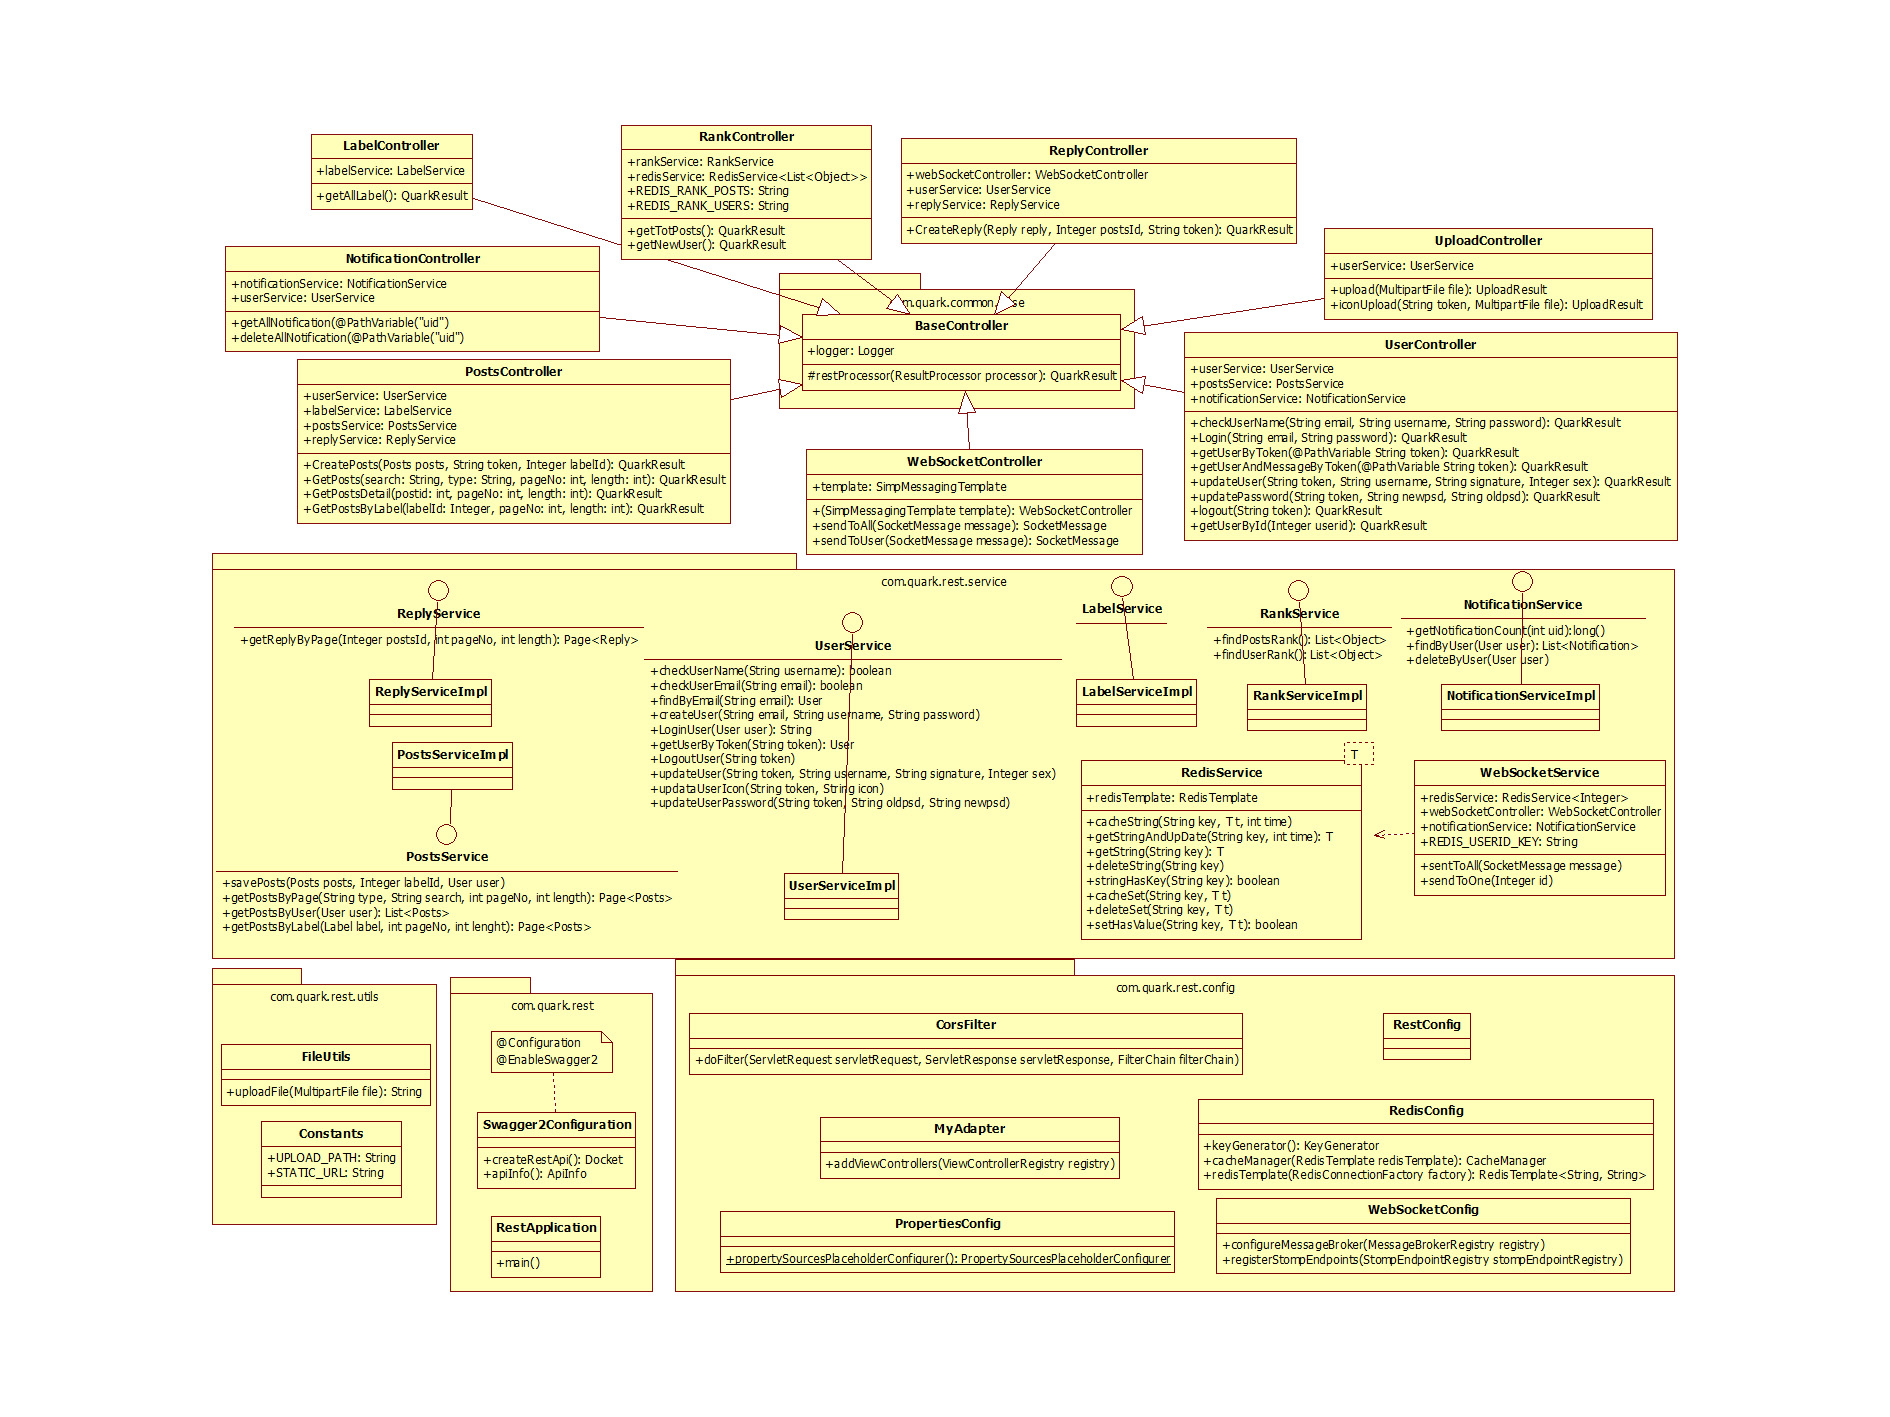 LabelController
+labelService: LabelService
+getAllLabel(): QuarkResult
RankController
+rankService: RankService
+redisService: RedisService<List<Object>>
+REDIS_RANK_POSTS: String
+REDIS_RANK_USERS: String
+getTotPosts(): QuarkResult
+getNewUser(): QuarkResult
ReplyController
+webSocketController: WebSocketController
+userService: UserService
+replyService: ReplyService
+CreateReply(Reply reply, Integer postsId, String token): QuarkResult
NotificationController
+notificationService: NotificationService
+userService: UserService
+getAllNotification(@PathVariable("uid")
+deleteAllNotification(@PathVariable("uid")
UploadController
+userService: UserService
+upload(MultipartFile file): UploadResult
+iconUpload(String token, MultipartFile file): UploadResult
BaseController
+logger: Logger
#restProcessor(ResultProcessor processor): QuarkResult
PostsController
+userService: UserService
+labelService: LabelService
+postsService: PostsService
+replyService: ReplyService
+CreatePosts(Posts posts, String token, Integer labelId): QuarkResult
+GetPosts(search: String, type: String, pageNo: int, length: int): QuarkResult
+GetPostsDetail(postid: int, pageNo: int, length: int): QuarkResult
+GetPostsByLabel(labelId: Integer, pageNo: int, length: int): QuarkResult
UserController
+userService: UserService
+postsService: PostsService
+notificationService: NotificationService
+checkUserName(String email, String username, String password): QuarkResult
+Login(String email, String password): QuarkResult
+getUserByToken(@PathVariable String token): QuarkResult
+getUserAndMessageByToken(@PathVariable String token): QuarkResult
+updateUser(String token, String username, String signature, Integer sex): QuarkResult
+updatePassword(String token, String newpsd, String oldpsd): QuarkResult
+logout(String token): QuarkResult
+getUserById(Integer userid): QuarkResult
WebSocketController
+template: SimpMessagingTemplate
+(SimpMessagingTemplate template): WebSocketController
+sendToAll(SocketMessage message): SocketMessage
+sendToUser(SocketMessage message): SocketMessage
com.quark.rest.service
ReplyService
+getReplyByPage(Integer postsId, int pageNo, int length): Page<Reply>
ReplyServiceImpl
PostsServiceImpl
PostsService
+savePosts(Posts posts, Integer labelId, User user)
+getPostsByPage(String type, String search, int pageNo, int length): Page<Posts>
+getPostsByUser(User user): List<Posts>
+getPostsByLabel(Label label, int pageNo, int lenght): Page<Posts>
UserService
+checkUserName(String username): boolean
+checkUserEmail(String email): boolean
+findByEmail(String email): User
+createUser(String email, String username, String password)
+LoginUser(User user): String
+getUserByToken(String token): User
+LogoutUser(String token)
+updateUser(String token, String username, String signature, Integer sex)
+updataUserIcon(String token, String icon)
+updateUserPassword(String token, String oldpsd, String newpsd)
UserServiceImpl
LabelService
LabelServiceImpl
RankService
+findPostsRank(): List<Object>
+findUserRank(): List<Object>
RankServiceImpl
NotificationService
+getNotificationCount(int uid):long()
+findByUser(User user): List<Notification>
+deleteByUser(User user)
NotificationServiceImpl
T
RedisService
+redisTemplate: RedisTemplate
+cacheString(String key, T t, int time)
+getStringAndUpDate(String key, int time): T
+getString(String key): T
+deleteString(String key)
+stringHasKey(String key): boolean
+cacheSet(String key, T t)
+deleteSet(String key, T t)
+setHasValue(String key, T t): boolean
WebSocketService
+redisService: RedisService<Integer>
+webSocketController: WebSocketController
+notificationService: NotificationService
+REDIS_USERID_KEY: String
+sentToAll(SocketMessage message)
+sendToOne(Integer id)
com.quark.rest.utils
FileUtils
+uploadFile(MultipartFile file): String
Constants
+UPLOAD_PATH: String
+STATIC_URL: String
com.quark.rest
@Configuration
@EnableSwagger2
Swagger2Configuration
+createRestApi(): Docket
+apiInfo(): ApiInfo
RestApplication
+main()
com.quark.rest.config
CorsFilter
+doFilter(ServletRequest servletRequest, ServletResponse servletResponse, FilterChain filterChain)
RestConfig
MyAdapter
+addViewControllers(ViewControllerRegistry registry)
RedisConfig
+keyGenerator(): KeyGenerator
+cacheManager(RedisTemplate redisTemplate): CacheManager
+redisTemplate(RedisConnectionFactory factory): RedisTemplate<String, String>
PropertiesConfig
+propertySourcesPlaceholderConfigurer(): PropertySourcesPlaceholderConfigurer
WebSocketConfig
+configureMessageBroker(MessageBrokerRegistry registry)
+registerStompEndpoints(StompEndpointRegistry stompEndpointRegistry)